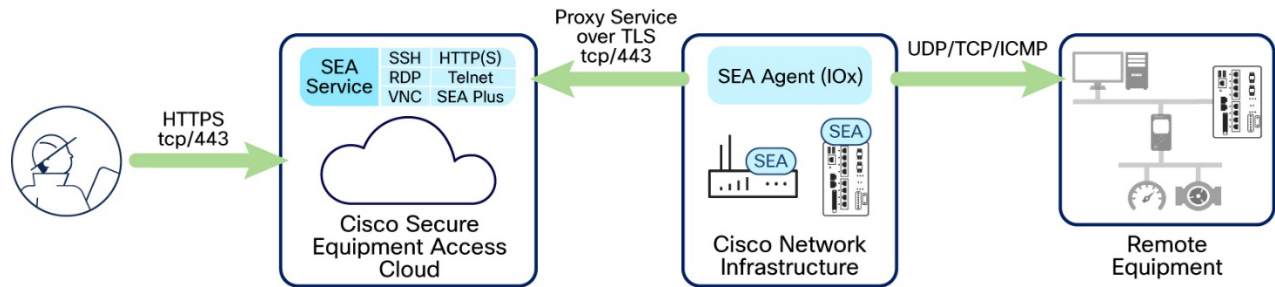 HTTPS
tcp/443
SEA
Service
SSH HTTP(S)
RDP Telnet
VNC SEA Plus
Cisco Secure
Equipment Access
Cloud
Proxy Service
over TLS
tcp/443
SEA Agent (IOx)
SEA
SEA
Cisco Network
Infrastructure
UDP/TCP/ICMP
Remote
Equipment